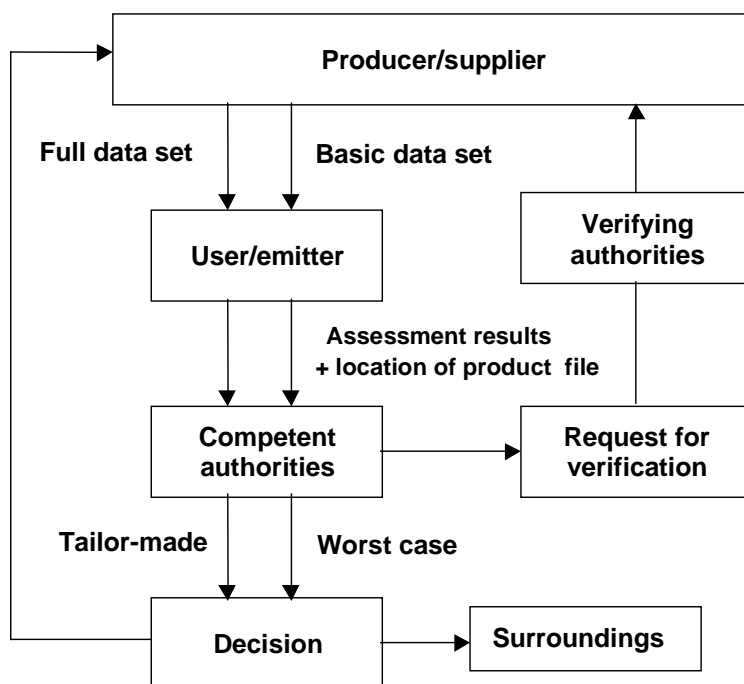 Producer/supplier
Full data set
Basic data set
User/emitter
Verifying
authorities
Assessment results
+ location of product file
Competent
authorities
Request for
verification
Tailor-made
Worst case
Decision
Surroundings